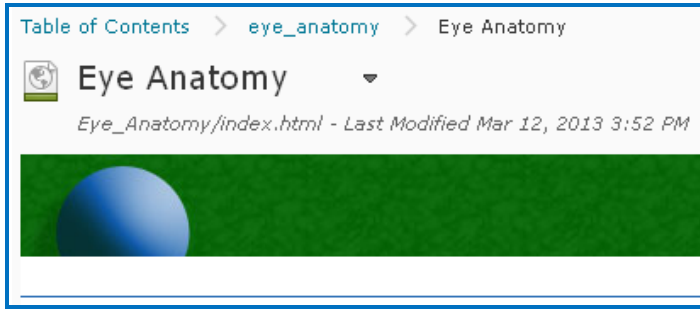 Table of Contents > eye_anatomy > Eye Anatomy
Eye Anatomy
Eye_Anatomy/index.html - Last Modified Mar 12, 2013 3:52 PM